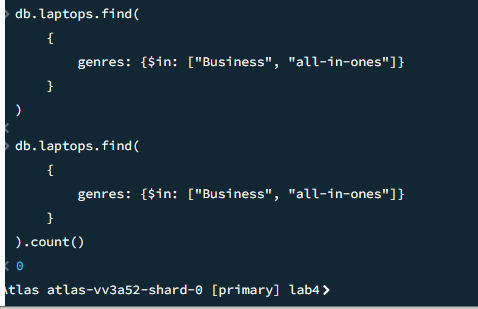 > db.laptops.find(
{
genres: {$in: ["Business", "all-in-ones"]}
}
)
<
> db.laptops.find(
{
genres: {$in: ["Business", "all-in-ones"]}
}
).count()
< 0
Atlas atlas-vv3a52-shard-0 [primary] lab4>